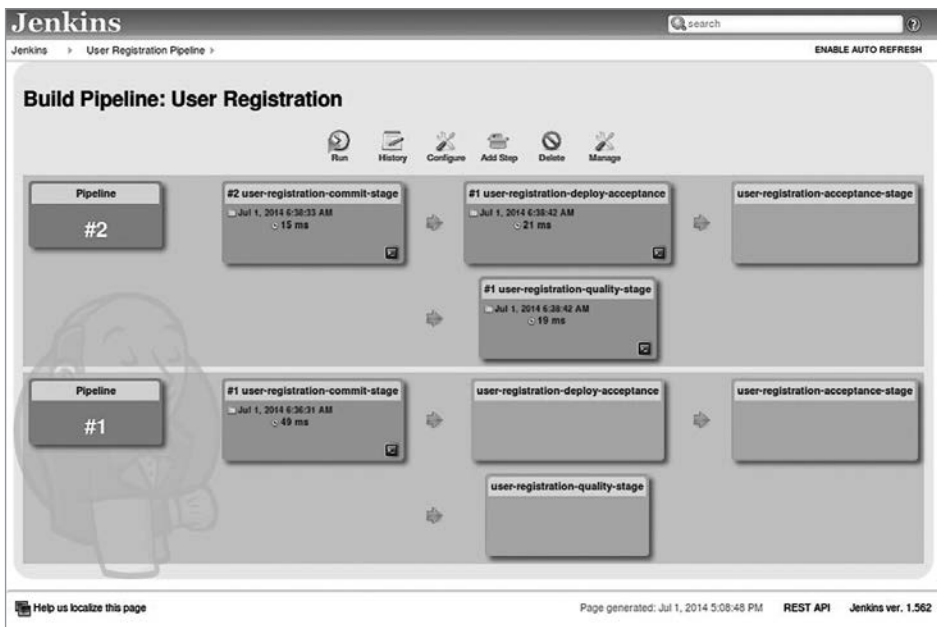 Jenkins
search
?
Jenkins User Registration Pipeline
ENABLE AUTO REFRESH
Build Pipeline: User Registration
Run History Configure Add Step Delete Manage
Pipeline
#2
#2 user-registration-commit-stage
Jul 1, 2014 6:38:33 AM
15 ms
#1 user-registration-deploy-acceptance
Jul 1, 2014 6:38:42 AM
21 ms
user-registration-acceptance-stage
#1 user-registration-quality-stage
Jul 1, 2014 6:38:42 AM
19 ms
Pipeline
#1
#1 user-registration-commit-stage
Jul 1, 2014 6:36:31 AM
49 ms
user-registration-deploy-acceptance
user-registration-acceptance-stage
user-registration-quality-stage
Help us localize this page
Page generated: Jul 1, 2014 5:08:48 PM REST API Jenkins ver. 1.562